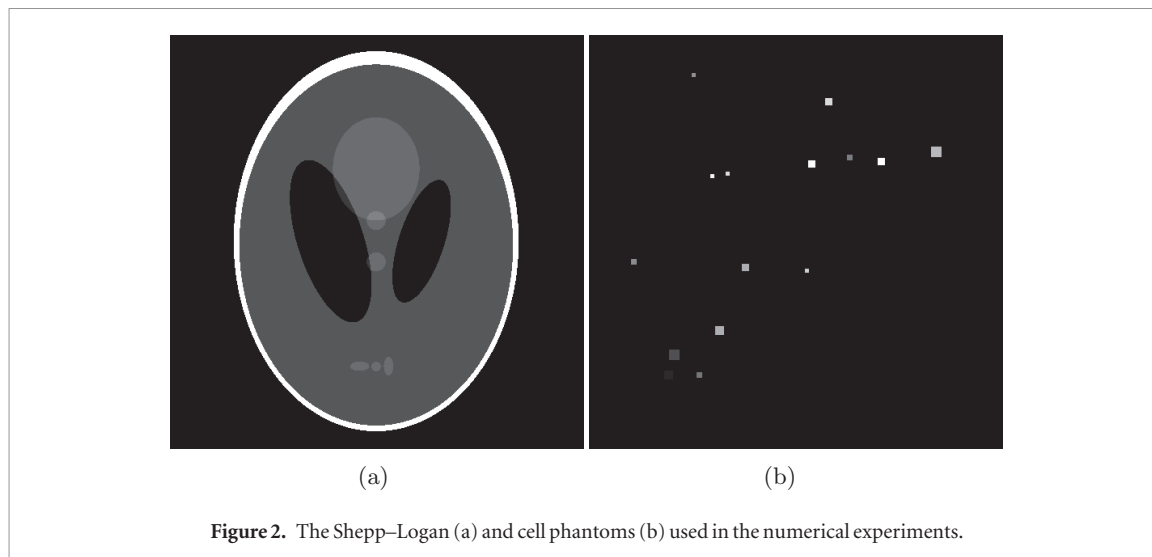 (a)
(b)
Figure 2. The Shepp–Logan (a) and cell phantoms (b) used in the numerical experiments.